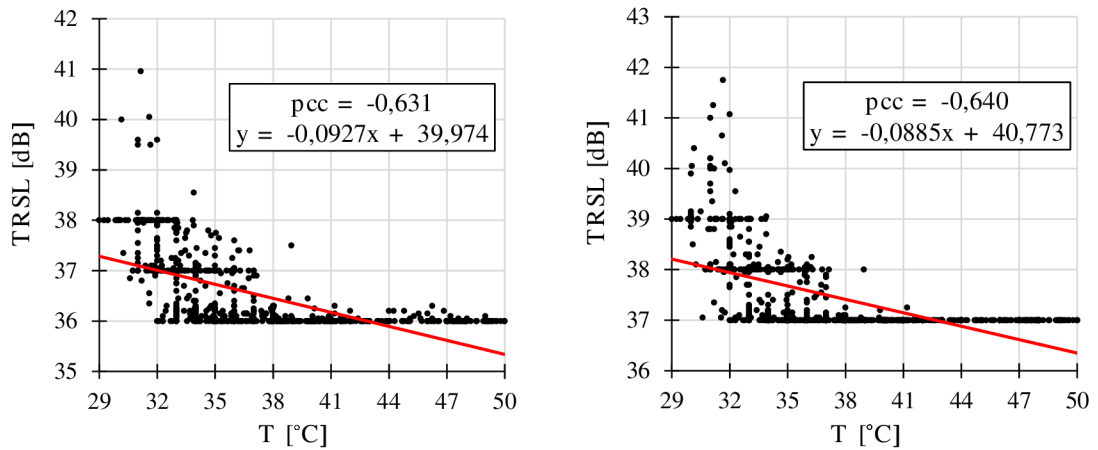 42
41
40
39
38
37
36
35
TRSL [dB]
pcc = -0,631
y = -0,0927x + 39,974
29 32 35 38 41 44 47 50
T [°C]
43
42
41
40
39
38
37
36
TRSL [dB]
pcc = -0,640
y = -0,0885x + 40,773
29 32 35 38 41 44 47 50
T [°C]